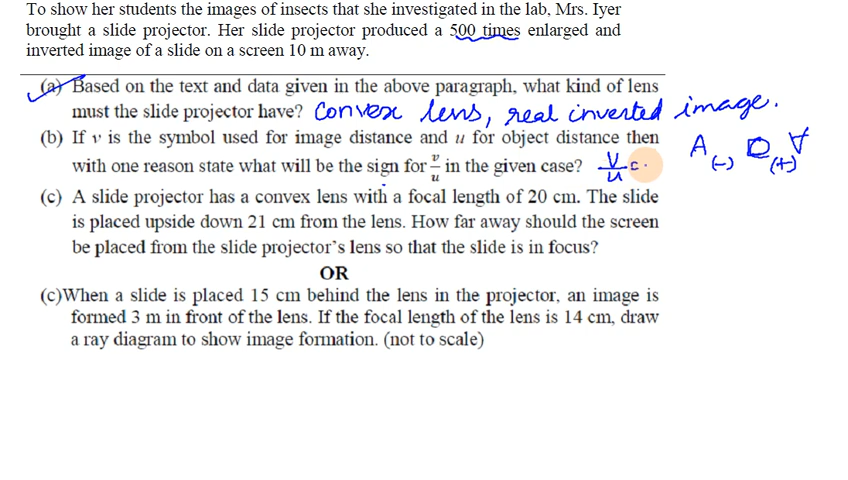 To show her students the images of insects that she investigated in the lab, Mrs. Iyer
brought a slide projector. Her slide projector produced a 500 times enlarged and
inverted image of a slide on a screen 10 m away.
(a) Based on the text and data given in the above paragraph, what kind of lens
must the slide projector have? Convex lens, real inverted image.
(b) If v is the symbol used for image distance and u for object distance then
with one reason state what will be the sign for v/u in the given case? v/u
A (-) (+) ∀
(c) A slide projector has a convex lens with a focal length of 20 cm. The slide
is placed upside down 21 cm from the lens. How far away should the screen
be placed from the slide projector's lens so that the slide is in focus?
OR
(c)When a slide is placed 15 cm behind the lens in the projector, an image is
formed 3 m in front of the lens. If the focal length of the lens is 14 cm, draw
a ray diagram to show image formation. (not to scale)